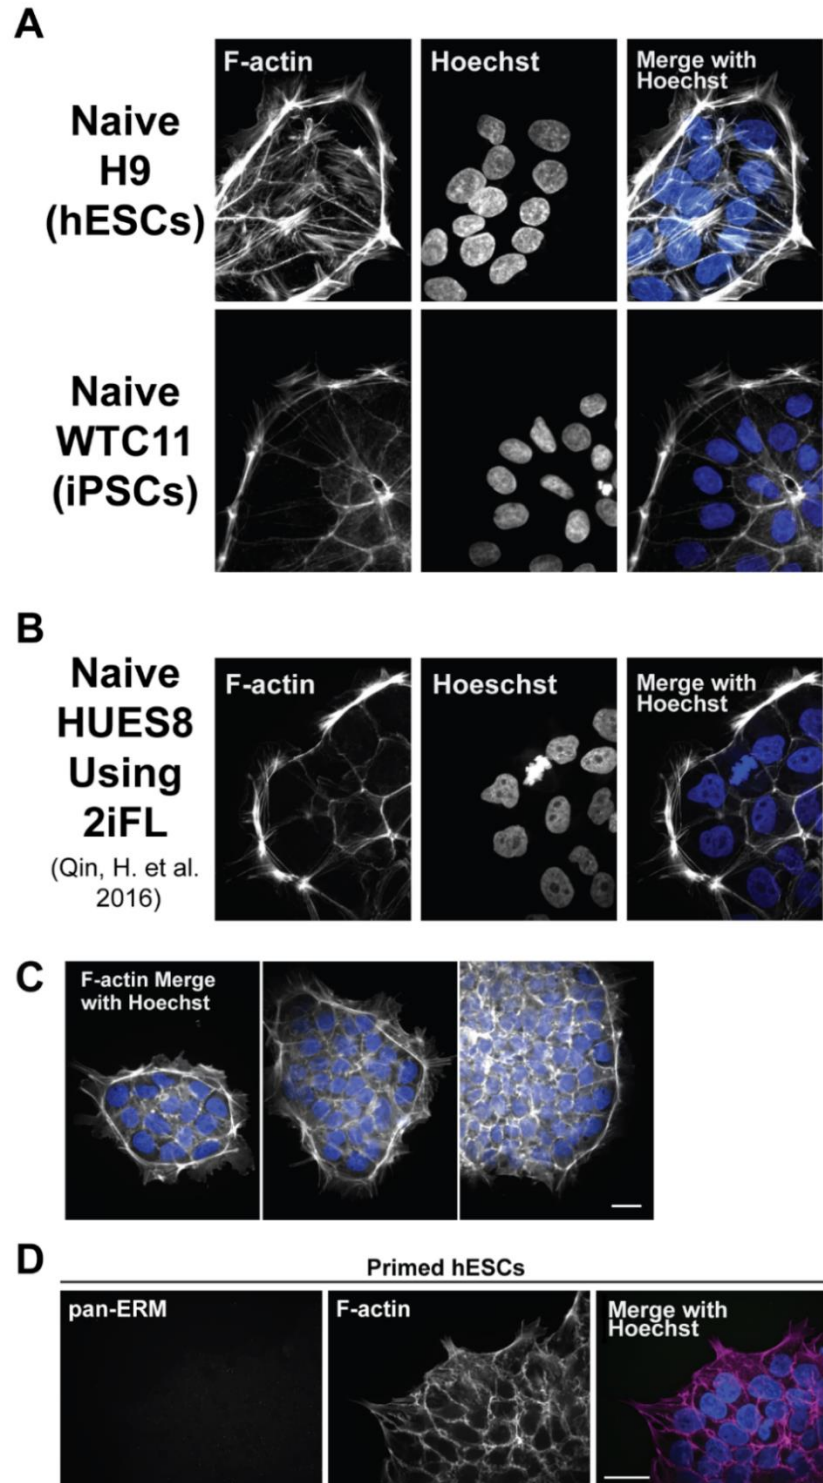 A
Naive
H9
(hESCs)
F-actin
Hoechst
Merge with
Hoechst
Naive
WTC11
(iPSCs)
B
Naive
HUES8
Using
2iFL
(Qin, H. et al.
2016)
F-actin
Hoeschst
Merge with
Hoechst
C
F-actin Merge
with Hoechst
D
Primed hESCs
pan-ERM
F-actin
Merge with
Hoechst